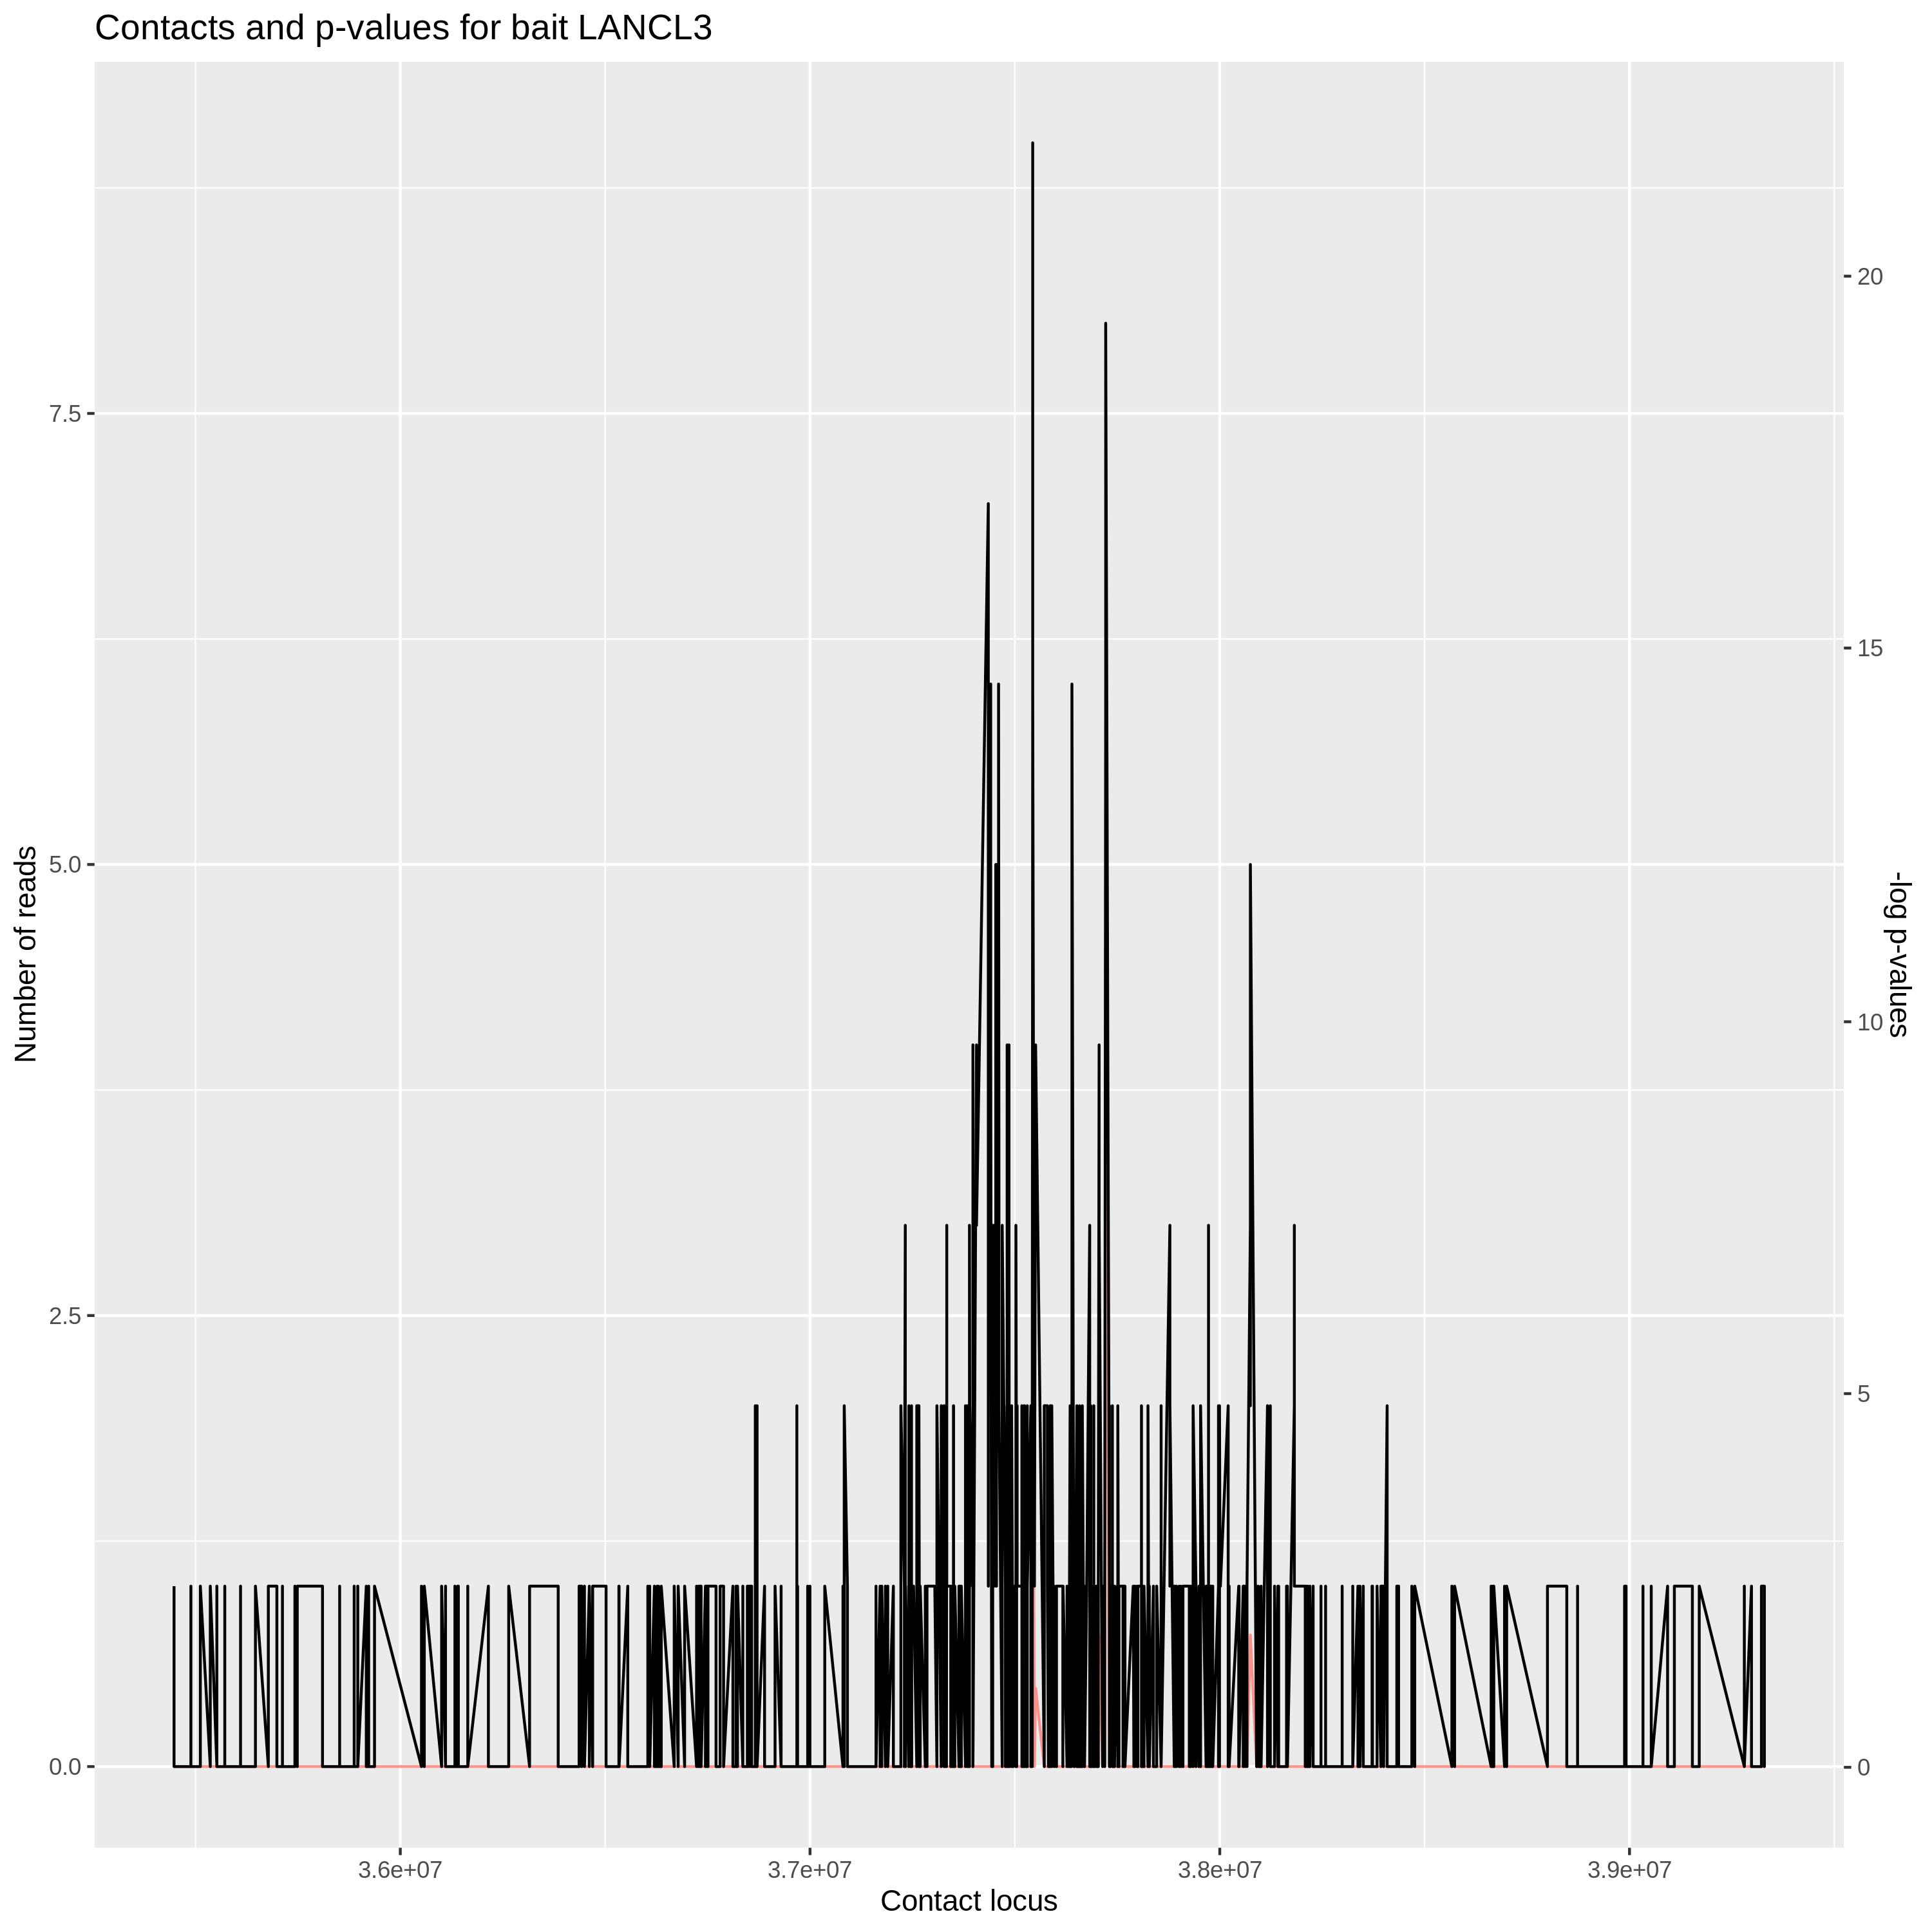 Contacts and p-values for bait LANCL3
Number of reads
7.5
5.0
2.5
0.0
20
15
10
5
0
-log p-values
3.6e+07
3.7e+07
3.8e+07
3.9e+07
Contact locus